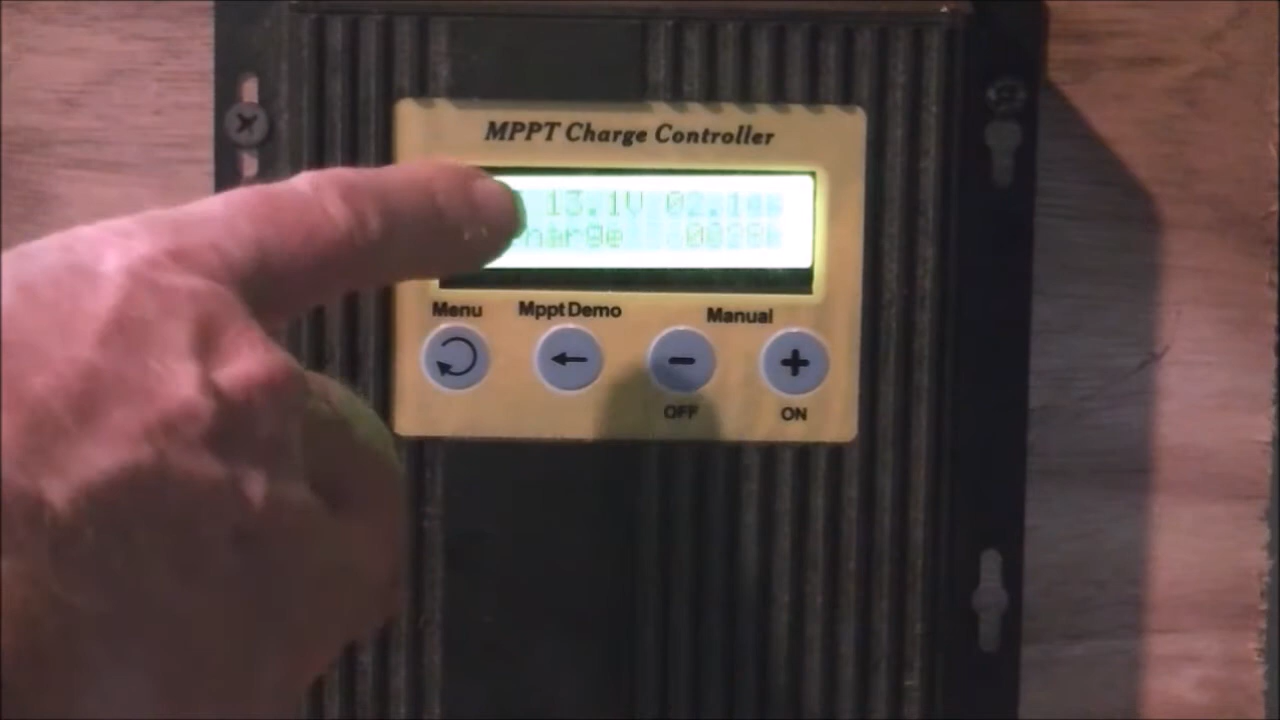 MPPT Charge Controller
13.1V
Menu Mppt Demo Manual
OFF ON